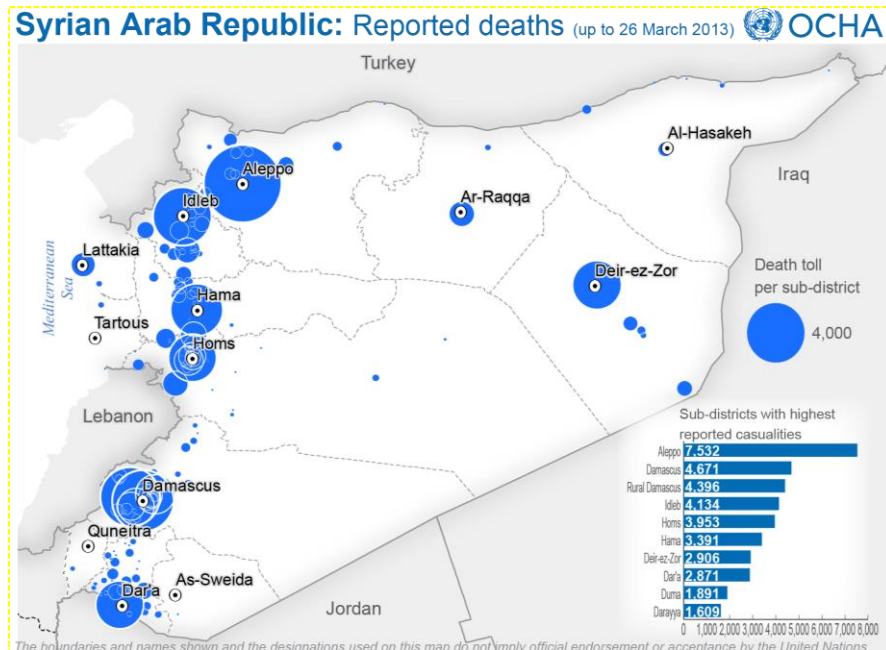 Syrian Arab Republic: Reported deaths (up to 26 March 2013) OCHA
Turkey
Al-Hasakeh
Aleppo
Iraq
Idleb
Ar-Raqqa
Lattakia
Mediterranean
Sea
Deir-ez-Zor
Death toll
per sub-district
Hama
4,000
Tartous
Homs
Lebanon
Sub-districts with highest
reported casualities
Aleppo 7.532
Damascus 4.671
Rural Damascus 4.396
Idleb 4.134
Homs 3.953
Hama 3.391
Deir-ez-Zor 2.906
Dar'a 2.871
Duma 1.891
Darayya 1.609
0 1,000 2,000 3,000 4,000 5,000 6,000 7,000 8,000
Damascus
Quneitra
As-Sweida
Dar'a
Jordan
The boundaries and names shown and the designations used on this map do not imply official endorsement or acceptance by the United Nations